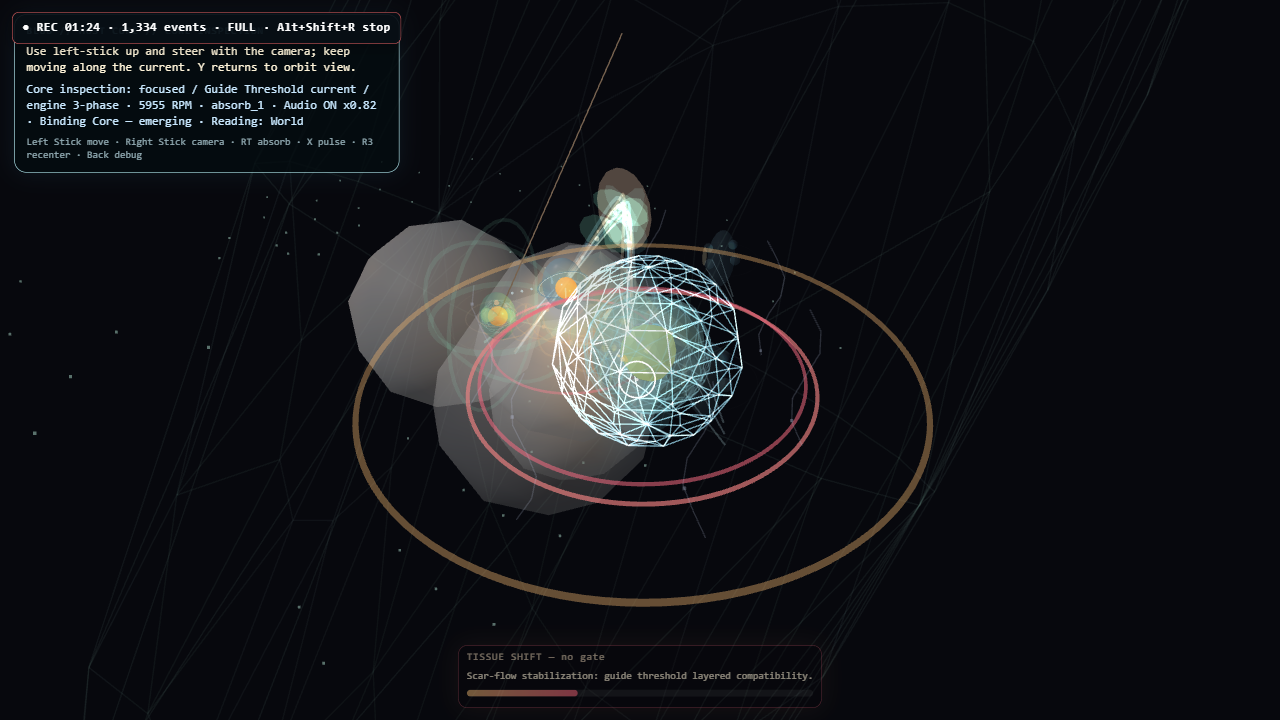 ● REC 01:24 · 1,334 events · FULL · Alt+Shift+R stop
Use left-stick up and steer with the camera; keep
moving along the current. Y returns to orbit view.
Core inspection: focused / Guide Threshold current /
engine 3-phase · 5955 RPM · absorb_1 · Audio ON x0.82
· Binding Core — emerging · Reading: World
Left Stick move · Right Stick camera · RT absorb · X pulse · R3
recenter · Back debug
TISSUE SHIFT — no gate
Scar-flow stabilization: guide threshold layered compatibility.